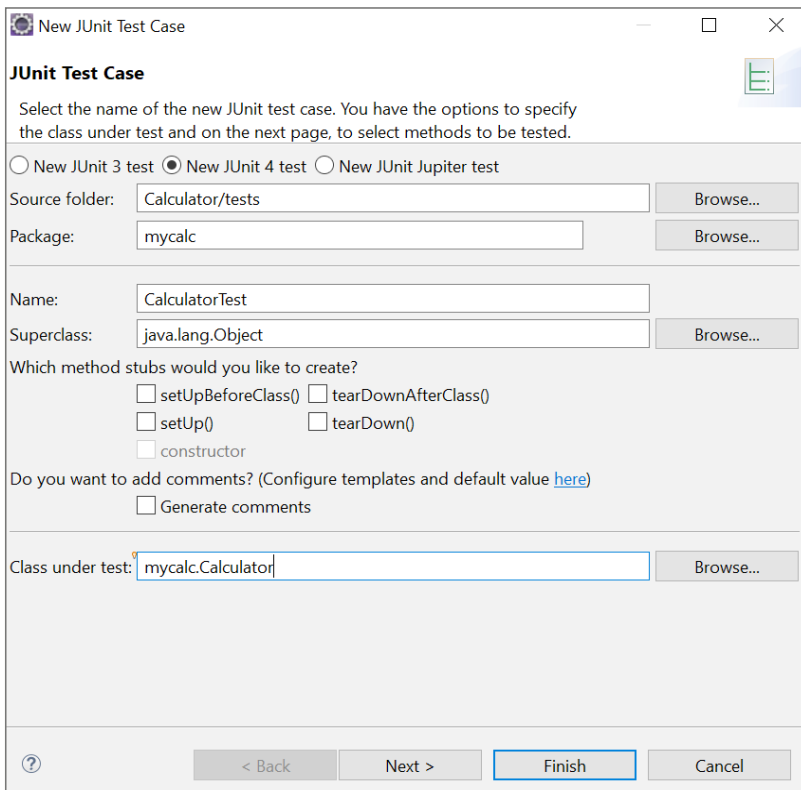 New JUnit Test Case
JUnit Test Case
Select the name of the new JUnit test case. You have the options to specify
the class under test and on the next page, to select methods to be tested.
New JUnit 3 test New JUnit 4 test New JUnit Jupiter test
Source folder: Calculator/tests Browse...
Package: mycalc Browse...
Name: CalculatorTest
Superclass: java.lang.Object Browse...
Which method stubs would you like to create?
setUpBeforeClass() tearDownAfterClass()
setUp() tearDown()
constructor
Do you want to add comments? (Configure templates and default value here)
Generate comments
Class under test: mycalc.Calculator Browse...
? < Back Next > Finish Cancel